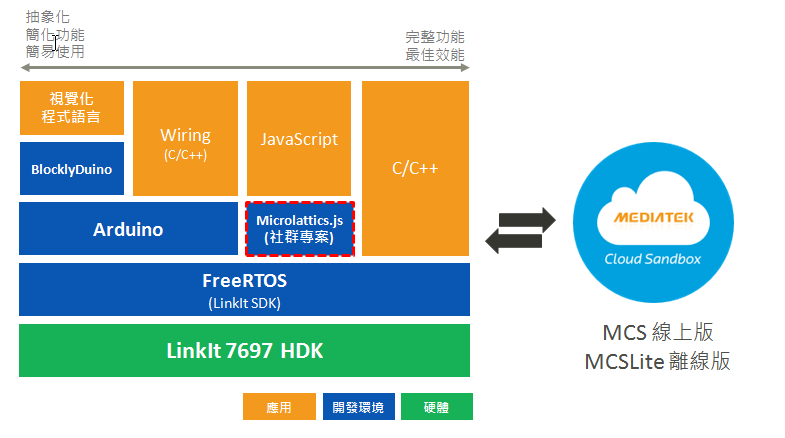 抽象化
簡化功能
簡易使用
完整功能
最佳效能
視覺化
程式語言
Wiring
(C/C++)
JavaScript
C/C++
BlocklyDuino
Arduino
Microlattics.js
(社群專案)
FreeRTOS
(LinkIt SDK)
LinkIt 7697 HDK
應用
開發環境
硬體
MEDIATEK
Cloud Sandbox
MCS 線上版
MCSLite 離線版